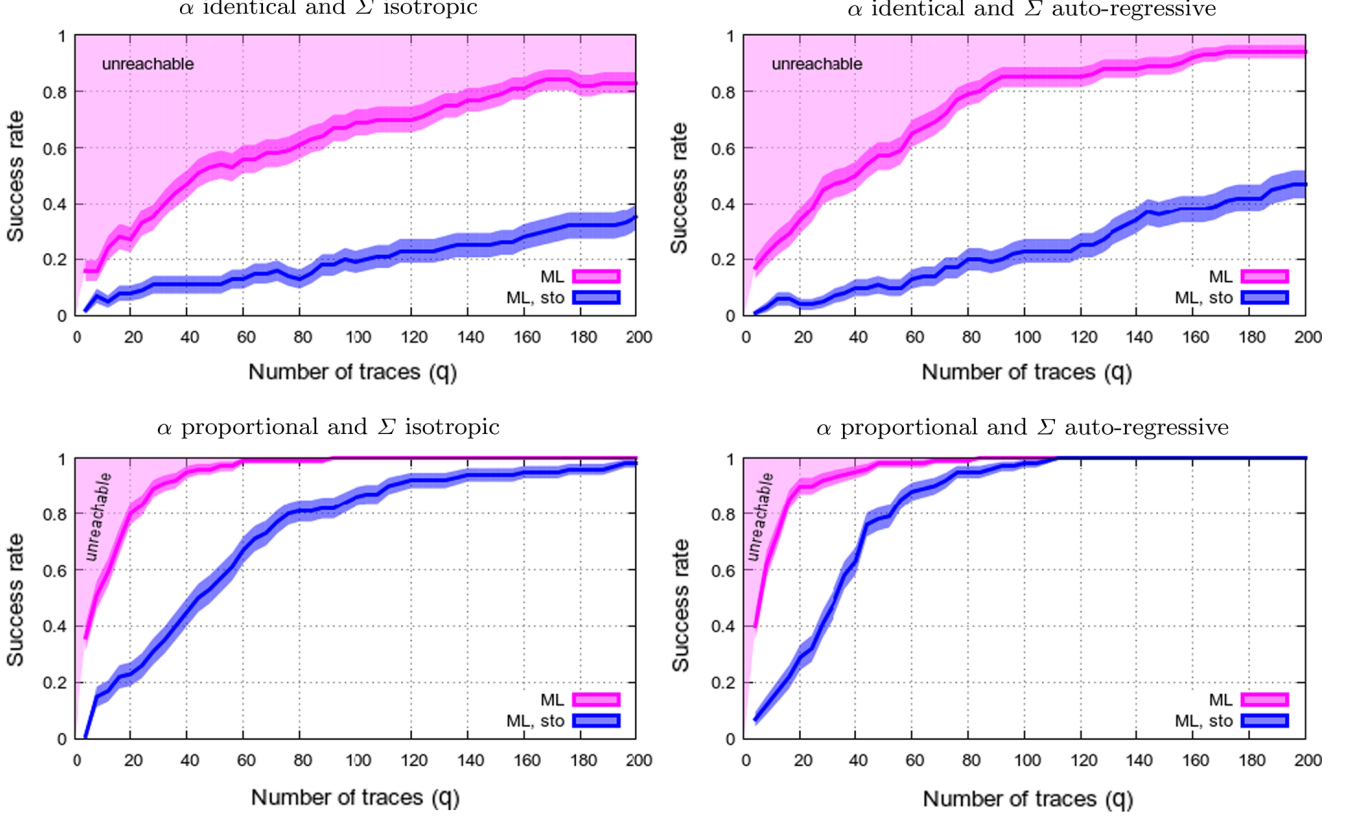 α identical and Σ isotropic
1
0.8
0.6
0.4
0.2
0
unreachable
Success rate
ML
ML, sto
0 20 40 60 80 100 120 140 160 180 200
Number of traces (q)
α identical and Σ auto-regressive
1
0.8
0.6
0.4
0.2
0
unreachable
Success rate
ML
ML, sto
0 20 40 60 80 100 120 140 160 180 200
Number of traces (q)
α proportional and Σ isotropic
1
0.8
0.6
0.4
0.2
0
unreachable
Success rate
ML
ML, sto
0 20 40 60 80 100 120 140 160 180 200
Number of traces (q)
α proportional and Σ auto-regressive
1
0.8
0.6
0.4
0.2
0
unreachable
Success rate
ML
ML, sto
0 20 40 60 80 100 120 140 160 180 200
Number of traces (q)